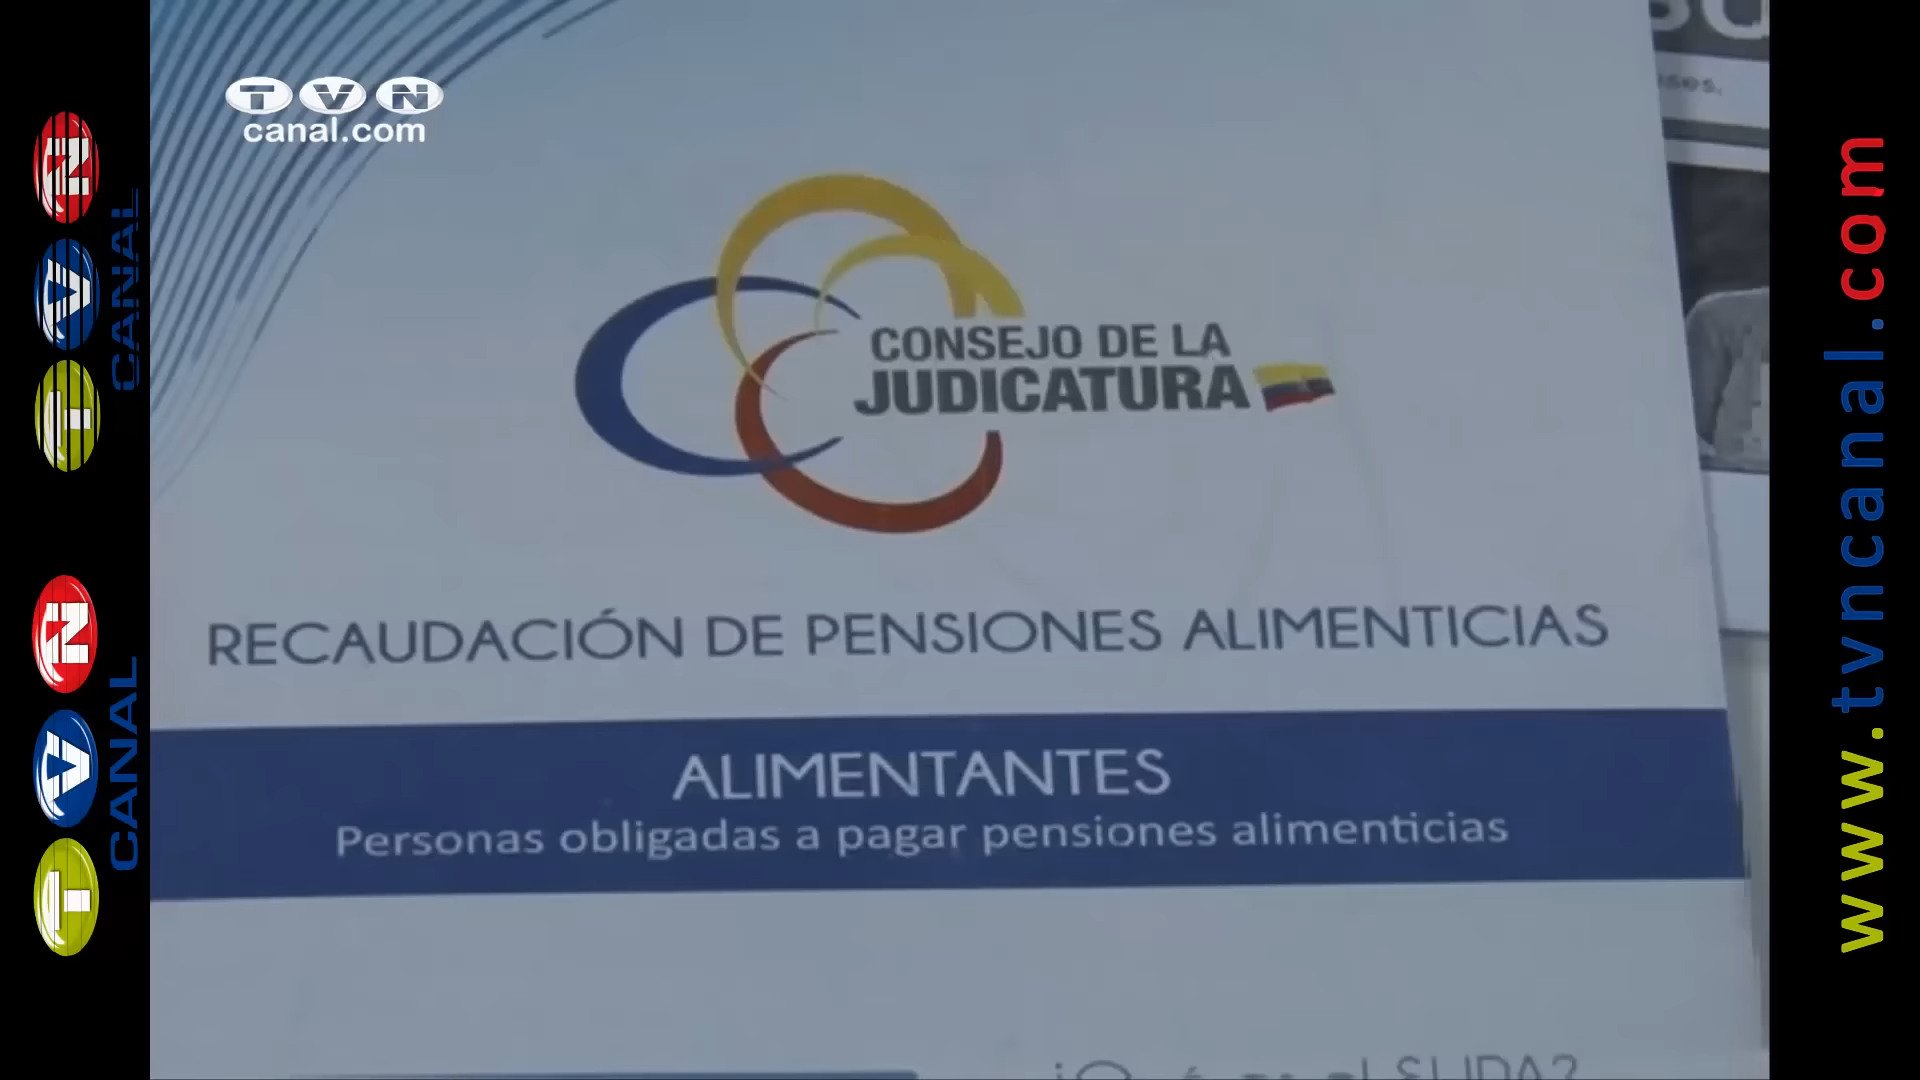 TVN
canal.com
CONSEJO DE LA
JUDICATURA
RECAUDACIÓN DE PENSIONES ALIMENTICIAS
ALIMENTANTES
Personas obligadas a pagar pensiones alimenticias
TVN
CANAL
TVN
CANAL
www.tvncanal.com